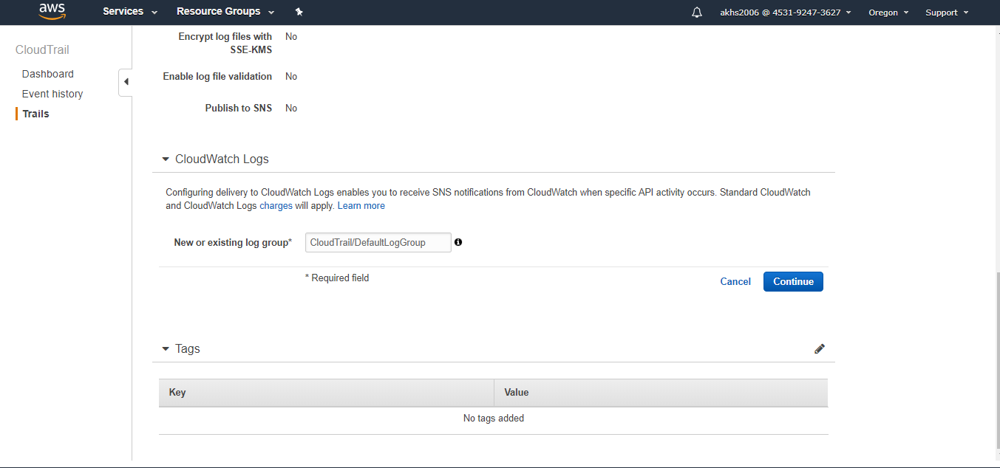 aws Services Resource Groups akhs2006 @ 4531-9247-3627 Oregon Support
CloudTrail
Dashboard
Event history
Trails
Encrypt log files with No
SSE-KMS
Enable log file validation No
Publish to SNS No
CloudWatch Logs
Configuring delivery to CloudWatch Logs enables you to receive SNS notifications from CloudWatch when specific API activity occurs. Standard CloudWatch
and CloudWatch Logs charges will apply. Learn more
New or existing log group* CloudTrail/DefaultLogGroup
* Required field Cancel Continue
Tags
Key Value
No tags added